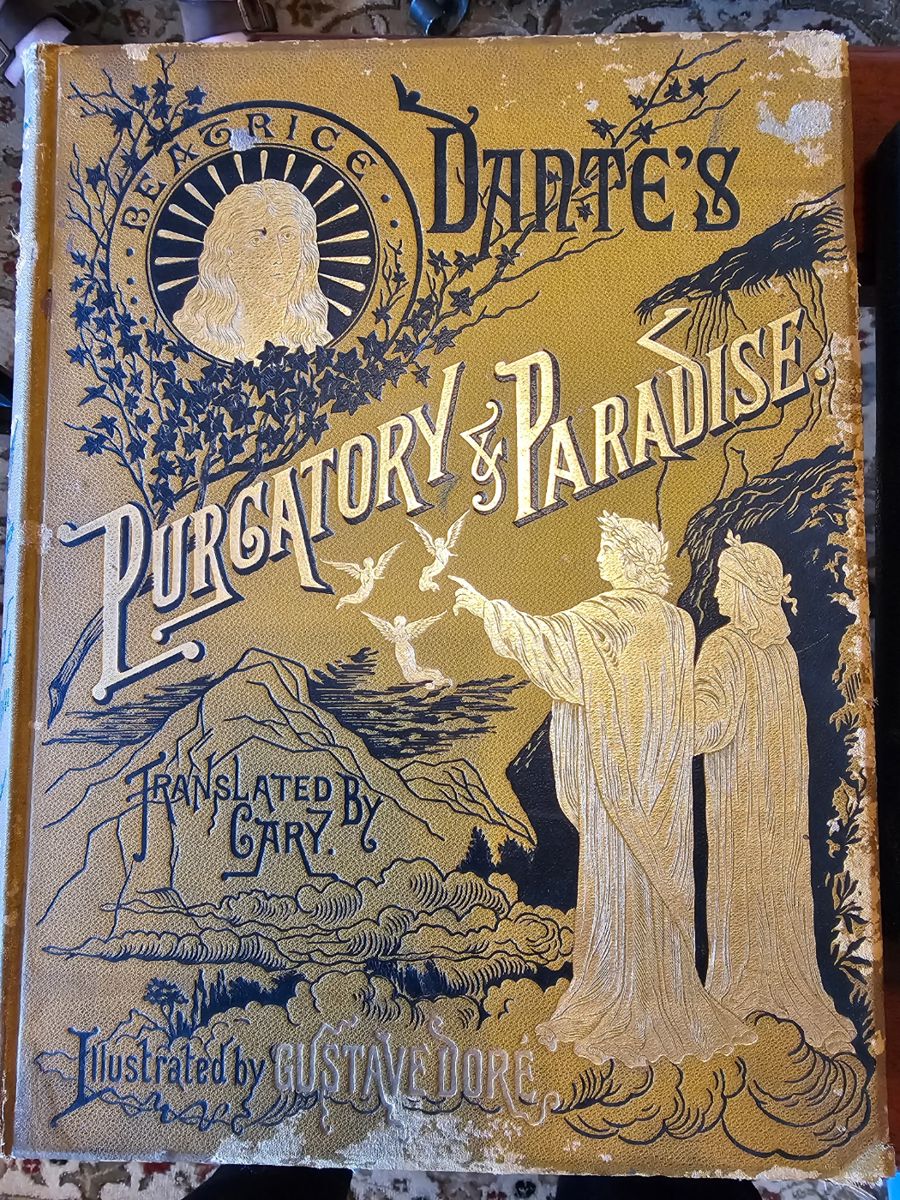 BEATRICE
DANTE'S
PURGATORY & PARADISE.
TRANSLATED BY
CARY.
Illustrated by GUSTAVE DORÉ.